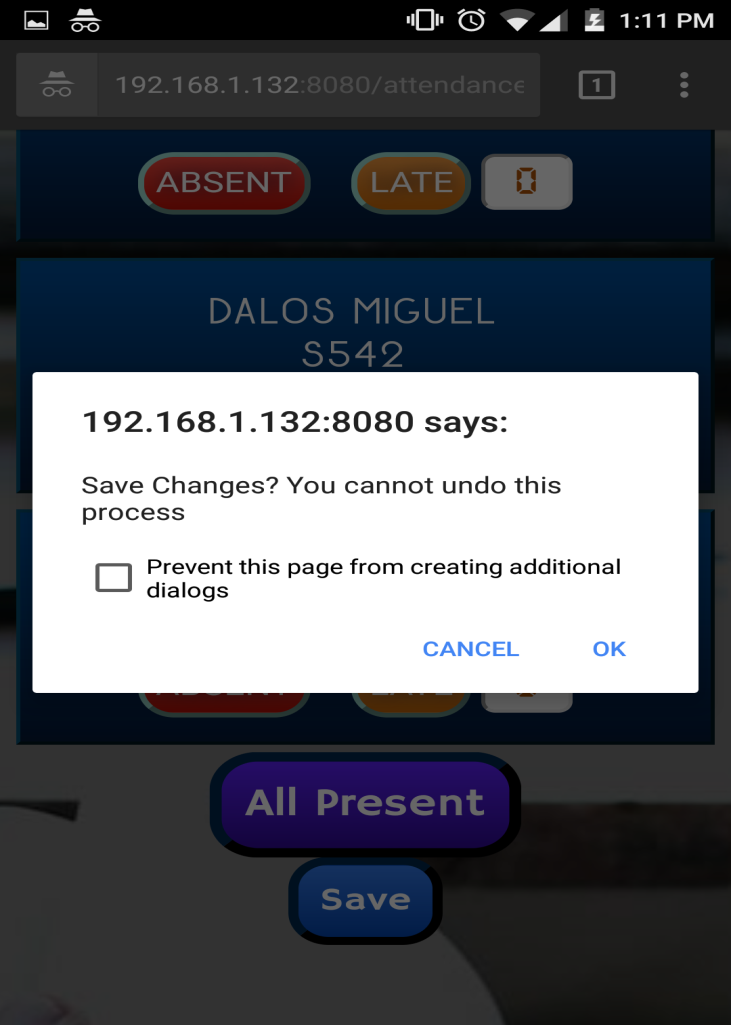 1:11 PM
192.168.1.132:8080/attendance
1
ABSENT LATE 0
DALOS MIGUEL
S542
192.168.1.132:8080 says:
Save Changes? You cannot undo this
process
Prevent this page from creating additional
dialogs
CANCEL OK
ABSENT LATE
All Present
Save